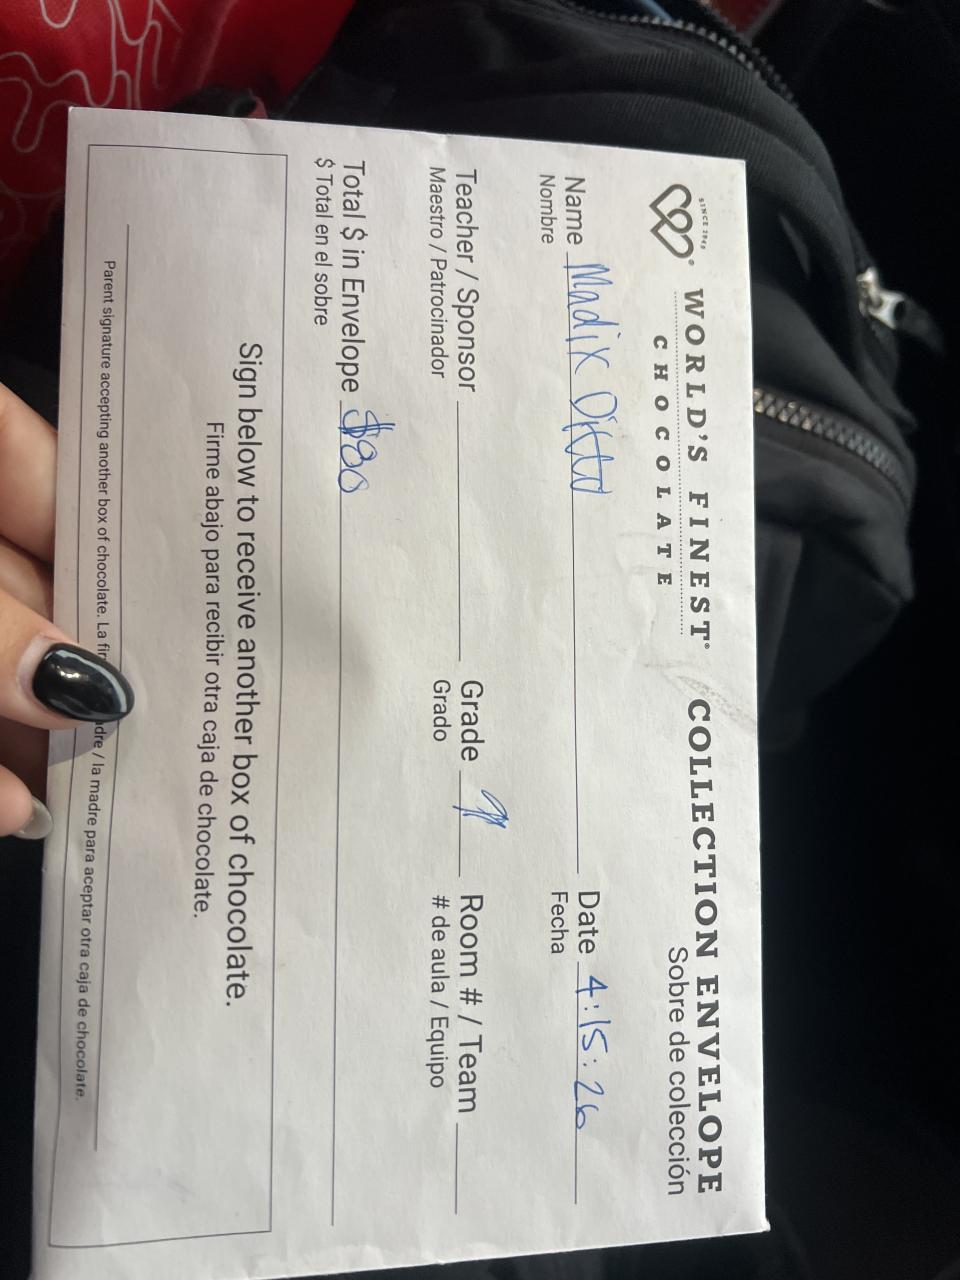 SINCE 1949
WORLD'S FINEST® CHOCOLATE
COLLECTION ENVELOPE
Sobre de colección
Name Madix Ditto Date 4:15:26
Nombre Fecha
Teacher / Sponsor Grade 9 Room # / Team
Maestro / Patrocinador Grado # de aula / Equipo
Total $ in Envelope $80
$ Total en el sobre
Sign below to receive another box of chocolate.
Firme abajo para recibir otra caja de chocolate.
Parent signature accepting another box of chocolate. La / la madre para aceptar otra caja de chocolate.